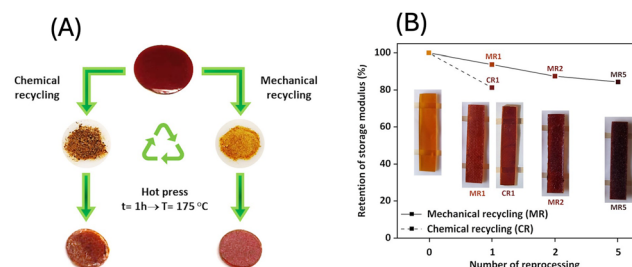 (A)
Chemical
recycling
Mechanical
recycling
Hot press
t= 1h→ T= 175 °C
(B)
Retention of storage modulus (%)
100
80
60
40
20
0
MR1
CR1
MR2
MR5
MR1
CR1
MR2
MR5
Mechanical recycling (MR)
Chemical recycling (CR)
0
1
2
5
Number of reprocessing